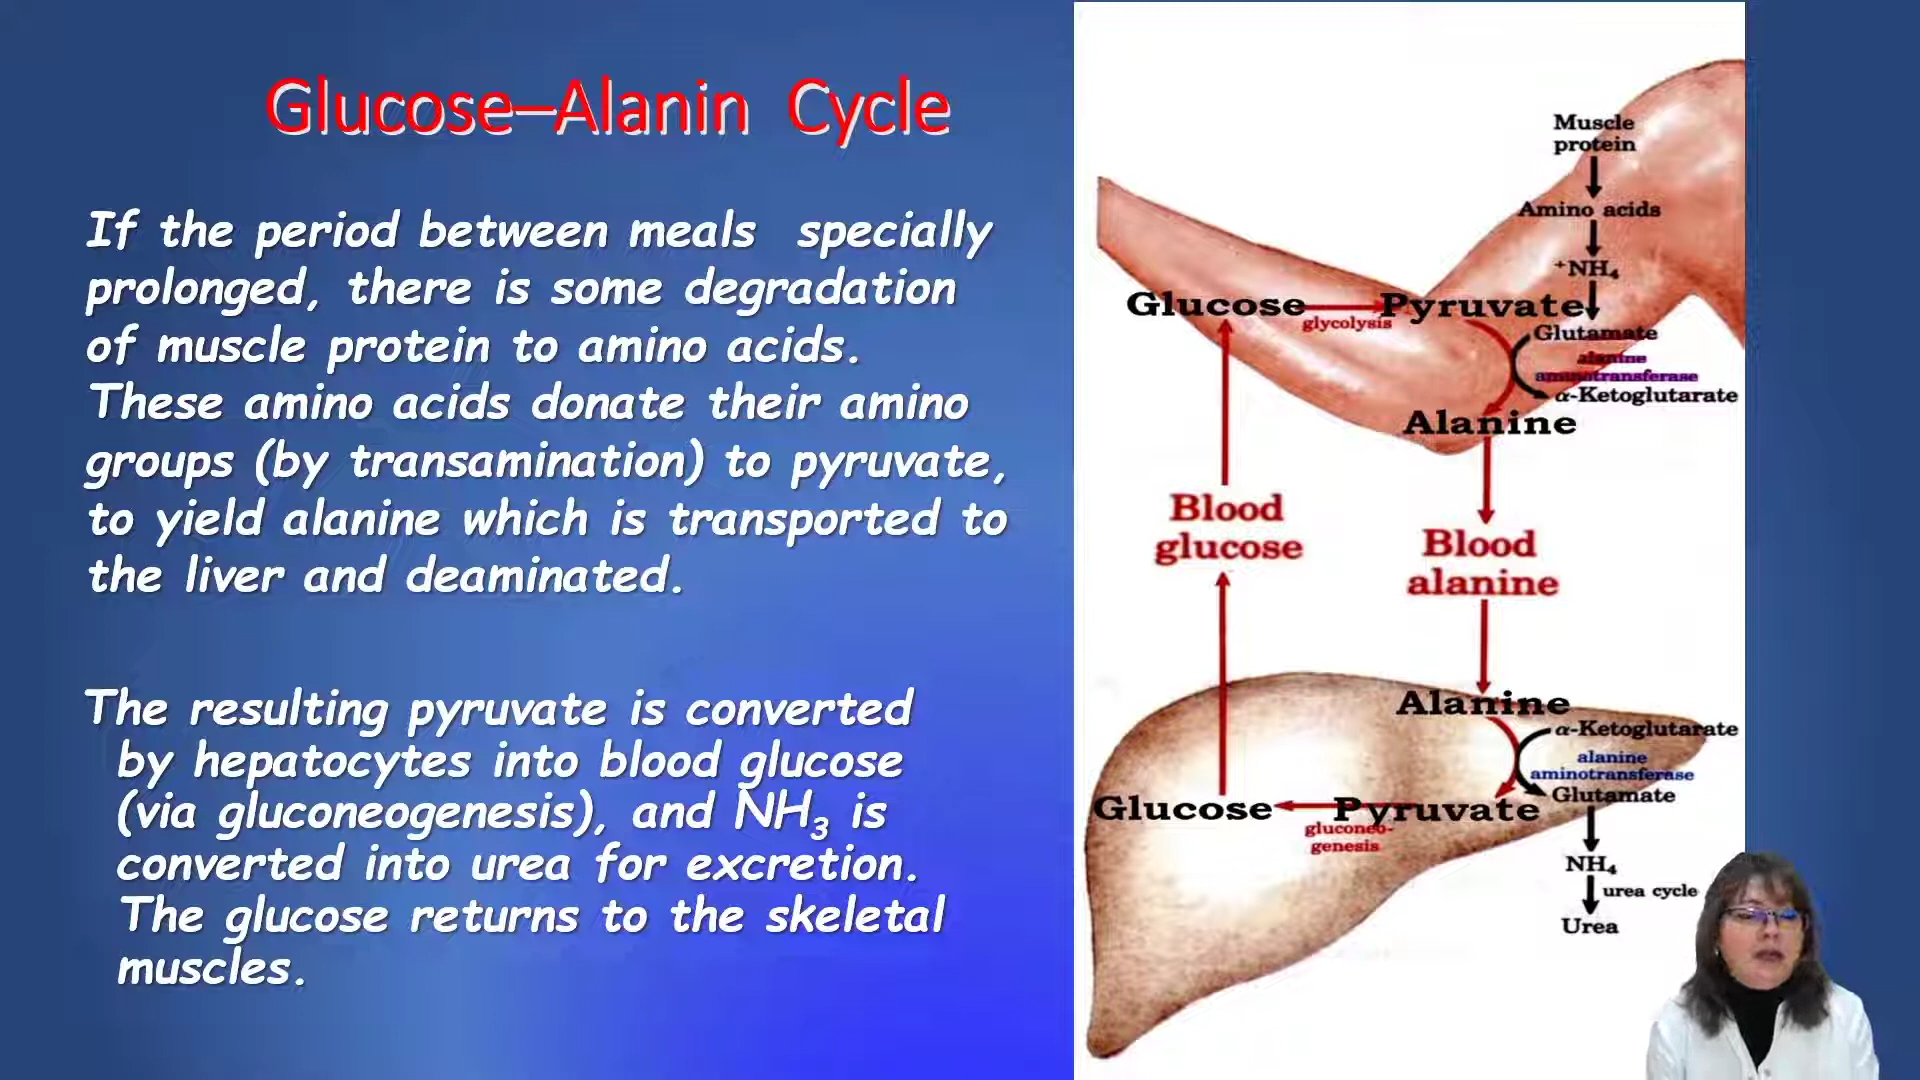 Glucose–Alanin Cycle
If the period between meals specially
prolonged, there is some degradation
of muscle protein to amino acids.
These amino acids donate their amino
groups (by transamination) to pyruvate,
to yield alanine which is transported to
the liver and deaminated.
The resulting pyruvate is converted
by hepatocytes into blood glucose
(via gluconeogenesis), and NH₃ is
converted into urea for excretion.
The glucose returns to the skeletal
muscles.
Muscle
protein
Amino acids
⁺NH₄
Glucose
glycolysis
Pyruvate
Glutamate
alanine
aminotransferase
α-Ketoglutarate
Alanine
Blood
glucose
Blood
alanine
Alanine
α-Ketoglutarate
alanine
aminotransferase
Glutamate
Glucose
Pyruvate
gluconeo-
genesis
NH₄
urea cycle
Urea